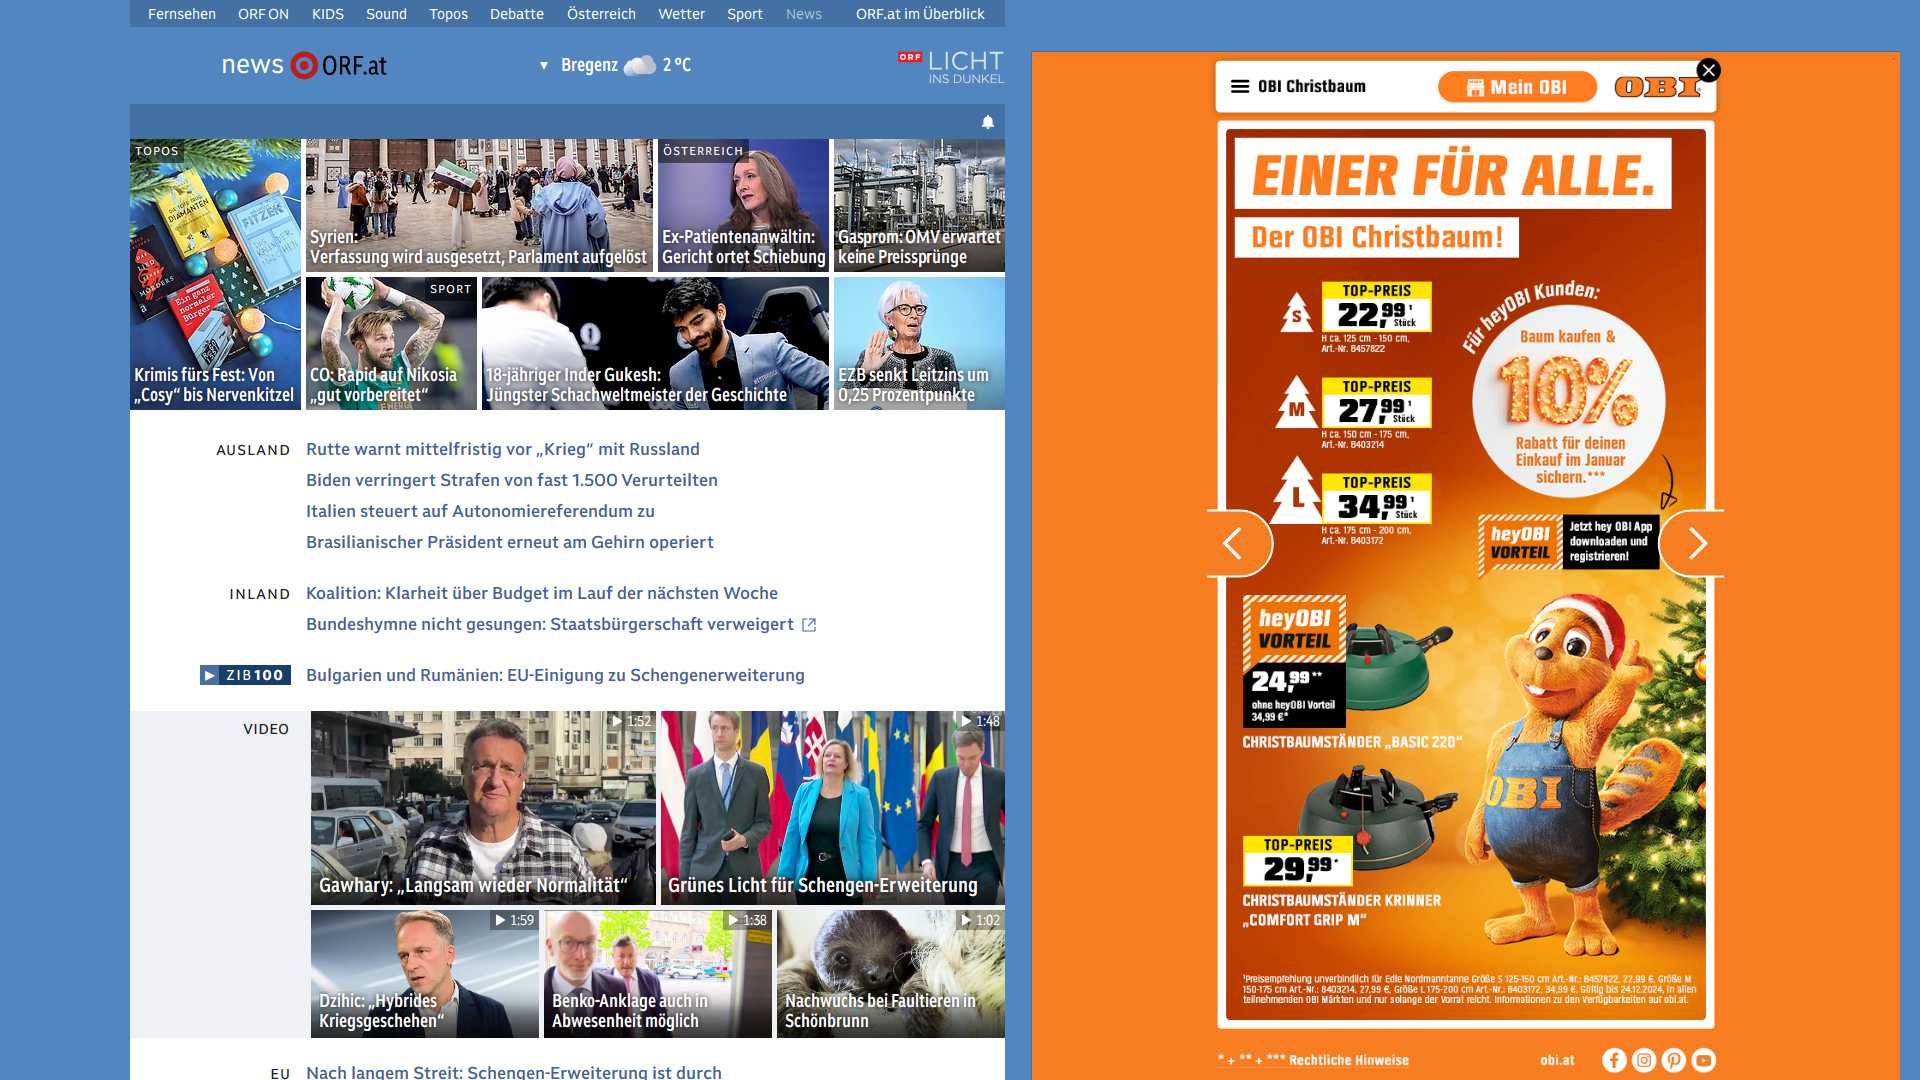 Fernsehen ORF ON KIDS Sound Topos Debatte Österreich Wetter Sport News ORF.at im Überblick
news ORF.at
▼ Bregenz 2 °C
ORF LICHT
INS DUNKEL
TOPOS
Krimis fürs Fest: Von
„Cosy“ bis Nervenkitzel
Syrien:
Verfassung wird ausgesetzt, Parlament aufgelöst
ÖSTERREICH
Ex-Patientenanwältin:
Gericht ortet Schiebung
Gasprom: OMV erwartet
keine Preissprünge
SPORT
CO: Rapid auf Nikosia
„gut vorbereitet“
18-jähriger Inder Gukesh:
Jüngster Schachweltmeister der Geschichte
EZB senkt Leitzins um
0,25 Prozentpunkte
AUSLAND
Rutte warnt mittelfristig vor „Krieg“ mit Russland
Biden verringert Strafen von fast 1.500 Verurteilten
Italien steuert auf Autonomiereferendum zu
Brasilianischer Präsident erneut am Gehirn operiert
INLAND
Koalition: Klarheit über Budget im Lauf der nächsten Woche
Bundeshymne nicht gesungen: Staatsbürgerschaft verweigert
ZIB100
Bulgarien und Rumänien: EU-Einigung zu Schengenerweiterung
VIDEO
1:52
Gawhary: „Langsam wieder Normalität“
1:48
Grünes Licht für Schengen-Erweiterung
1:59
Dzihic: „Hybrides
Kriegsgeschehen“
1:38
Benko-Anklage auch in
Abwesenheit möglich
1:02
Nachwuchs bei Faultieren in
Schönbrunn
EU
Nach langem Streit: Schengen-Erweiterung ist durch
OBI Christbaum
Mein OBI
OBI
EINER FÜR ALLE.
Der OBI Christbaum!
S
TOP-PREIS
22,99¹
Stück
H ca. 125 cm - 150 cm,
Art.-Nr. 8457822
M
TOP-PREIS
27,99¹
Stück
H ca. 150 cm - 175 cm,
Art.-Nr. 8403214
L
TOP-PREIS
34,99¹
Stück
H ca. 175 cm - 200 cm,
Art.-Nr. 8403172
Für heyOBI Kunden:
Baum kaufen &
10%
Rabatt für deinen
Einkauf im Januar
sichern.***
heyOBI
VORTEIL
Jetzt hey OBI App
downloaden und
registrieren!
heyOBI
VORTEIL
24,99**
ohne heyOBI Vorteil
34,99 €*
CHRISTBAUMSTÄNDER „BASIC 220“
OBI
TOP-PREIS
29,99*
CHRISTBAUMSTÄNDER KRINNER
„COMFORT GRIP M“
¹Preisempfehlung unverbindlich für Edle Nordmanntanne Größe S 125-150 cm Art.-Nr.: 8457822, 22,99 €, Größe M
150-175 cm Art.-Nr.: 8403214, 27,99 €, Größe L 175-200 cm Art.-Nr.: 8403172, 34,99 €. Gültig bis 24.12.2024, in allen
teilnehmenden OBI Märkten und nur solange der Vorrat reicht. Informationen zu den Verfügbarkeiten auf obi.at.
* + ** + *** Rechtliche Hinweise
obi.at